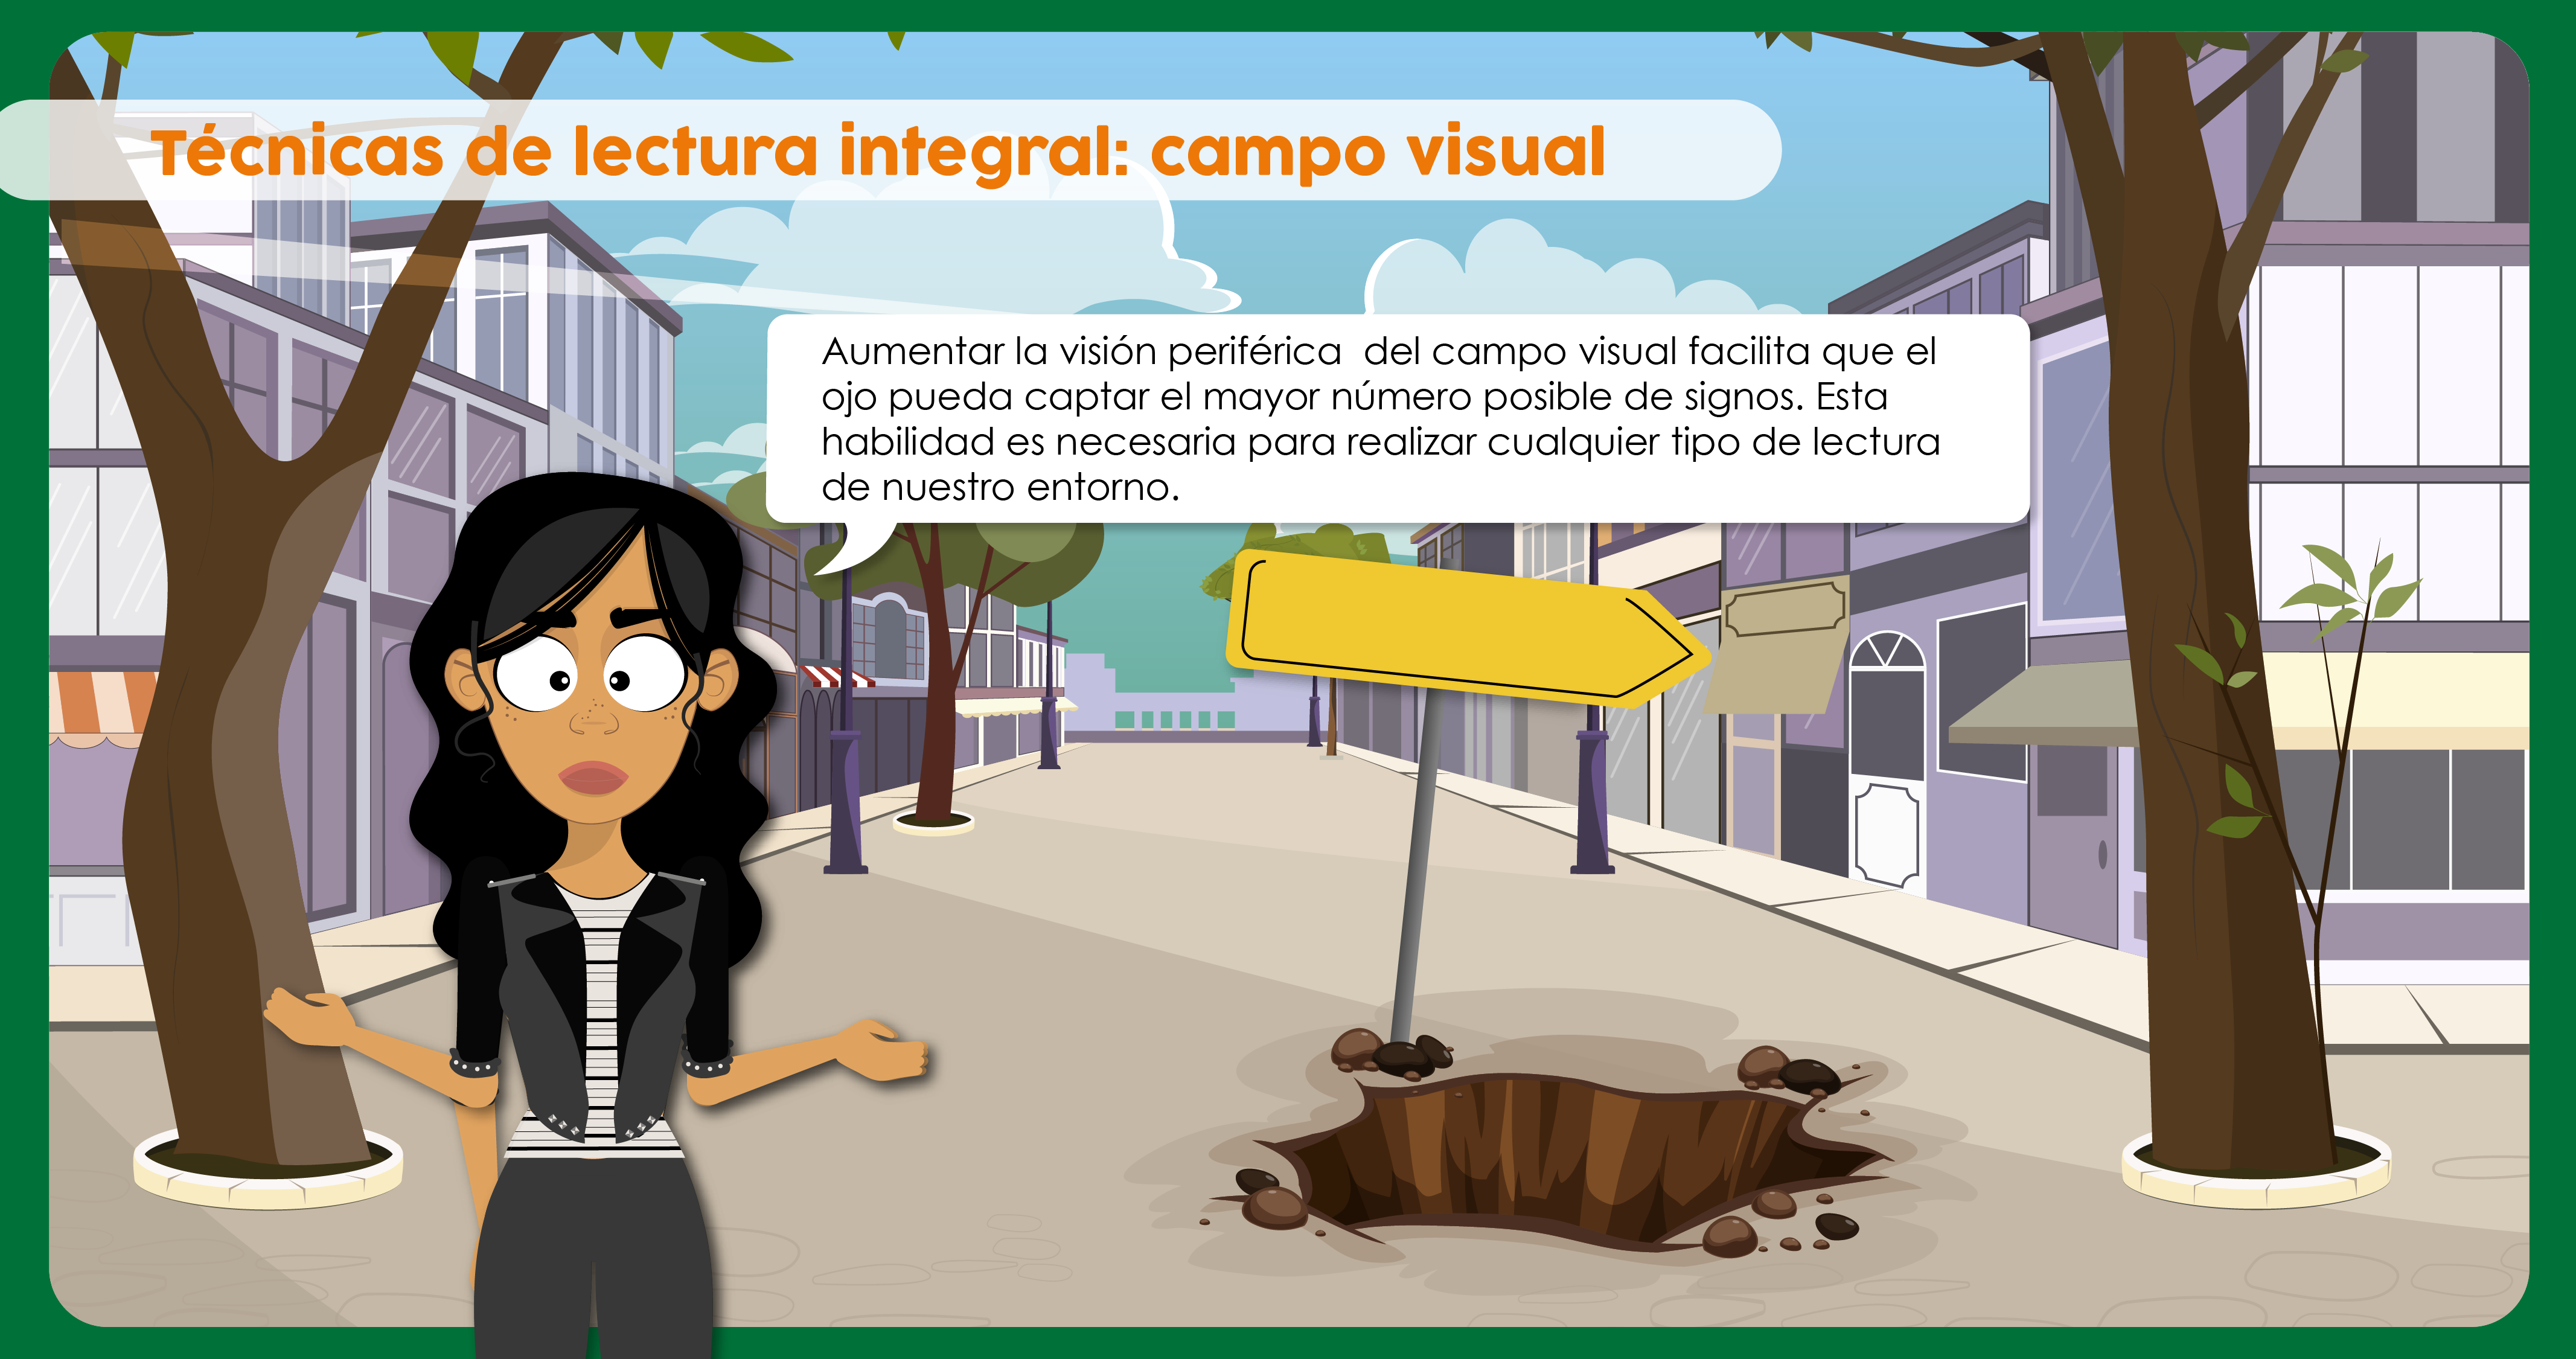 Técnicas de lectura integral: campo visual
Aumentar la visión periférica  del campo visual facilita que el
ojo pueda captar el mayor número posible de signos. Esta
habilidad es necesaria para realizar cualquier tipo de lectura
de nuestro entorno.